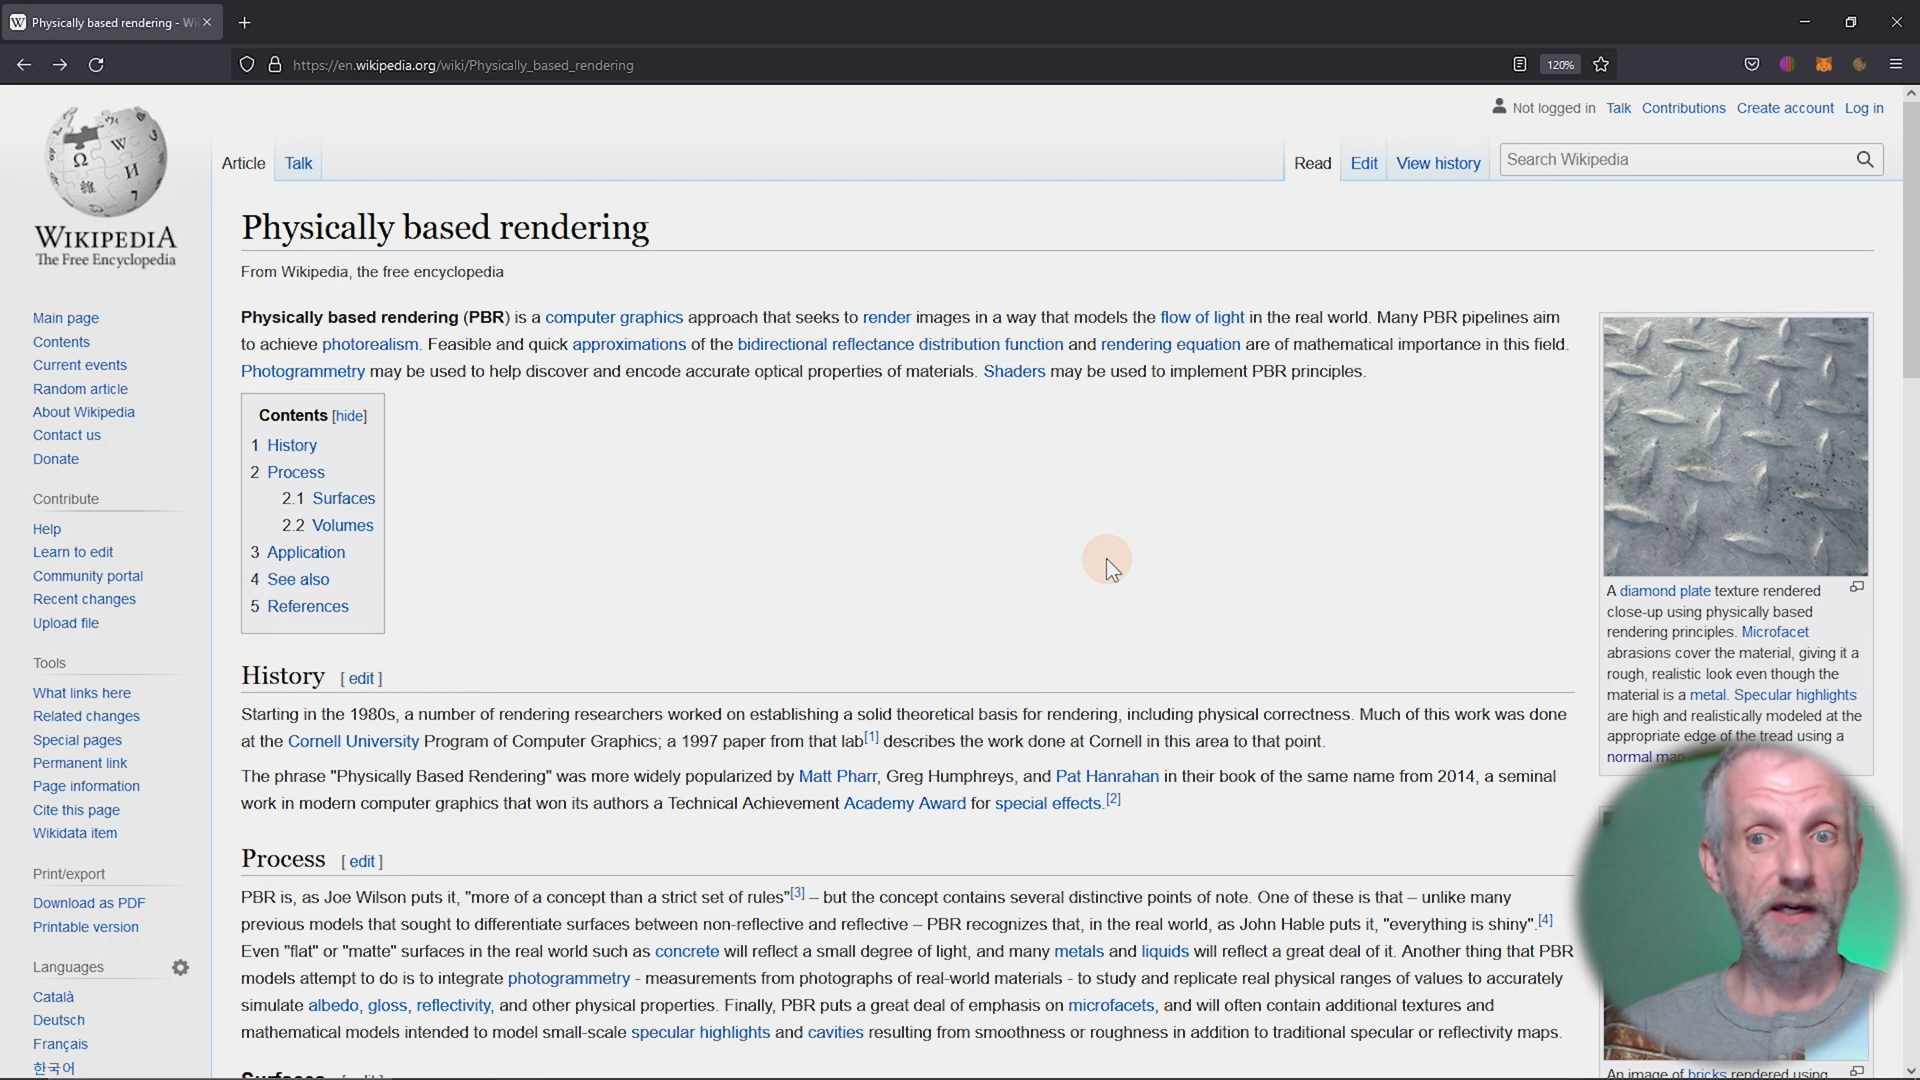 Physically based rendering - Wi
https://en.wikipedia.org/wiki/Physically_based_rendering
120%
Not logged in Talk Contributions Create account Log in
Article Talk Read Edit View history Search Wikipedia
WIKIPEDIA
The Free Encyclopedia
Main page
Contents
Current events
Random article
About Wikipedia
Contact us
Donate
Contribute
Help
Learn to edit
Community portal
Recent changes
Upload file
Tools
What links here
Related changes
Special pages
Permanent link
Page information
Cite this page
Wikidata item
Print/export
Download as PDF
Printable version
Languages
Català
Deutsch
Français
한국어
Physically based rendering
From Wikipedia, the free encyclopedia
Physically based rendering (PBR) is a computer graphics approach that seeks to render images in a way that models the flow of light in the real world. Many PBR pipelines aim
to achieve photorealism. Feasible and quick approximations of the bidirectional reflectance distribution function and rendering equation are of mathematical importance in this field.
Photogrammetry may be used to help discover and encode accurate optical properties of materials. Shaders may be used to implement PBR principles.
Contents [hide]
1 History
2 Process
2.1 Surfaces
2.2 Volumes
3 Application
4 See also
5 References
History [ edit ]
Starting in the 1980s, a number of rendering researchers worked on establishing a solid theoretical basis for rendering, including physical correctness. Much of this work was done
at the Cornell University Program of Computer Graphics; a 1997 paper from that lab[1] describes the work done at Cornell in this area to that point.
The phrase "Physically Based Rendering" was more widely popularized by Matt Pharr, Greg Humphreys, and Pat Hanrahan in their book of the same name from 2014, a seminal
work in modern computer graphics that won its authors a Technical Achievement Academy Award for special effects.[2]
Process [ edit ]
PBR is, as Joe Wilson puts it, "more of a concept than a strict set of rules"[3] – but the concept contains several distinctive points of note. One of these is that – unlike many
previous models that sought to differentiate surfaces between non-reflective and reflective – PBR recognizes that, in the real world, as John Hable puts it, "everything is shiny".[4]
Even "flat" or "matte" surfaces in the real world such as concrete will reflect a small degree of light, and many metals and liquids will reflect a great deal of it. Another thing that PBR
models attempt to do is to integrate photogrammetry - measurements from photographs of real-world materials - to study and replicate real physical ranges of values to accurately
simulate albedo, gloss, reflectivity, and other physical properties. Finally, PBR puts a great deal of emphasis on microfacets, and will often contain additional textures and
mathematical models intended to model small-scale specular highlights and cavities resulting from smoothness or roughness in addition to traditional specular or reflectivity maps.
A diamond plate texture rendered
close-up using physically based
rendering principles. Microfacet
abrasions cover the material, giving it a
rough, realistic look even though the
material is a metal. Specular highlights
are high and realistically modeled at the
appropriate edge of the tread using a
normal
An image of bricks rendered using